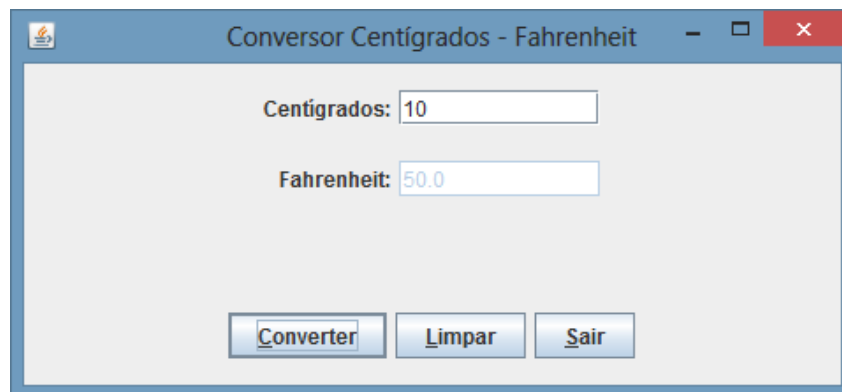 Conversor Centígrados - Fahrenheit
Centígrados: 10
Fahrenheit: 50.0
Converter Limpar Sair